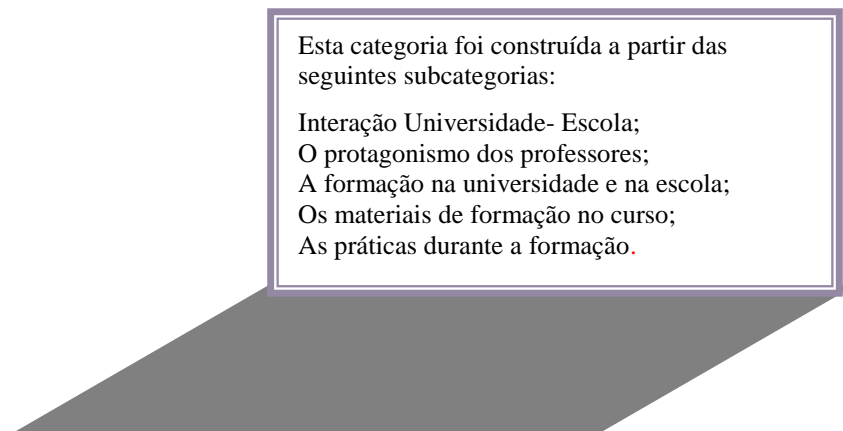 Esta categoria foi construída a partir das
seguintes subcategorias:
Interação Universidade- Escola;
O protagonismo dos professores;
A formação na universidade e na escola;
Os materiais de formação no curso;
As práticas durante a formação.